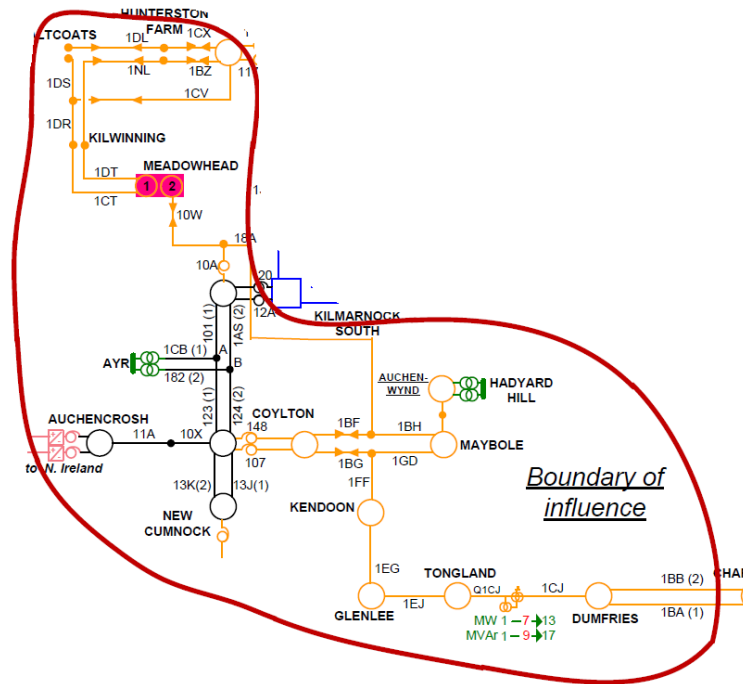 HUNTERSTON
FARM
LTCOATS
1DL
1CX
1NL
1BZ
117
1DS
1CV
1DR
KILWINNING
MEADOWHEAD
1DT
1
2
1CT
10W
18A
10A
20
12A
KILMARNOCK
SOUTH
101 (1)
1AS (2)
1CB (1)
A
AYR
182 (2)
B
AUCHEN-
WYND
HADYARD
HILL
123 (1)
124 (2)
COYLTON
AUCHENCROSH
148
1BF
1BH
11A
10X
MAYBOLE
to N. Ireland
107
1BG
1GD
13K(2)
13J(1)
1FF
Boundary of
influence
NEW
CUMNOCK
KENDOON
1EG
TONGLAND
CHA
Q1CJ
1CJ
1BB (2)
GLENLEE
1EJ
DUMFRIES
1BA (1)
MW 1 7 13
MVAr 1 9 17